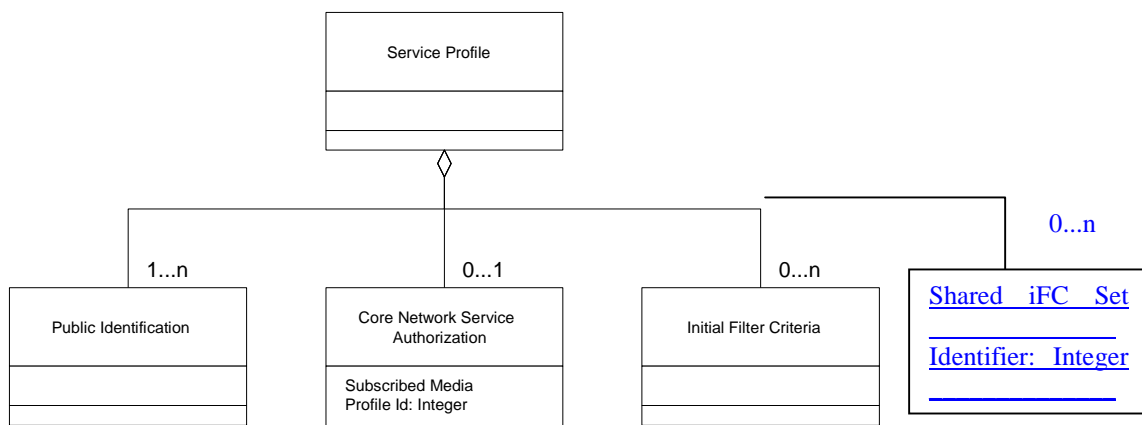 Service Profile
1...n
0...1
0...n
0...n
Public Identification
Core Network Service
Authorization
Subscribed Media
Profile Id: Integer
Initial Filter Criteria
Shared iFC Set
Identifier: Integer